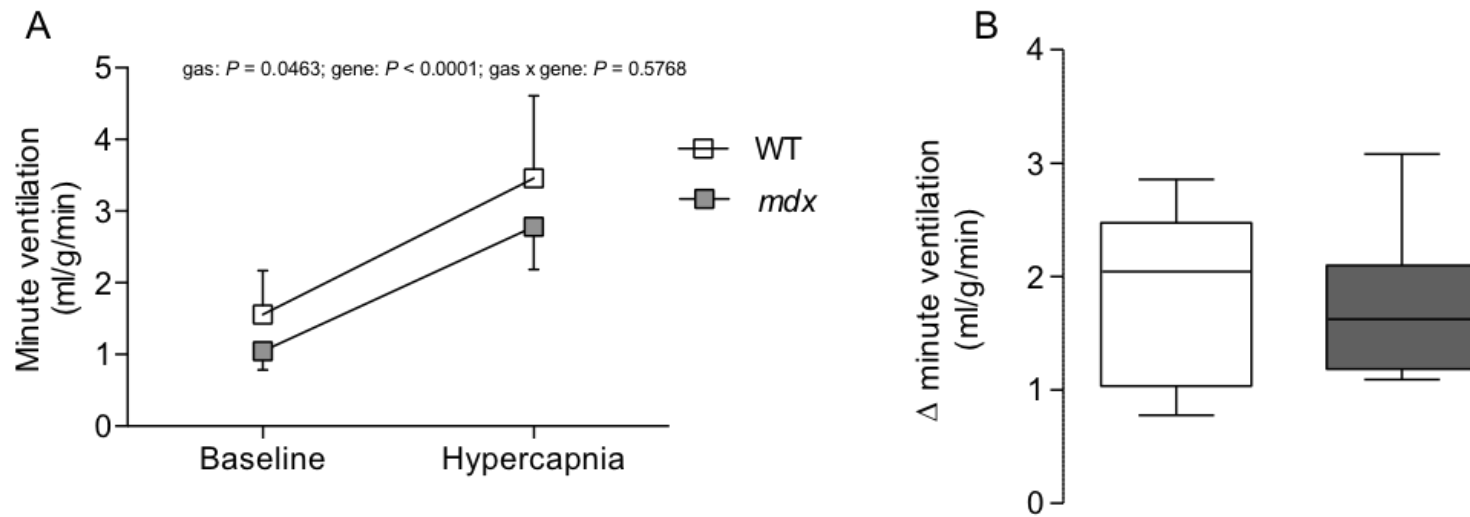 A
gas: P = 0.0463; gene: P < 0.0001; gas x gene: P = 0.5768
5
4
3
2
1
0
Minute ventilation
(ml/g/min)
Baseline
Hypercapnia
WT
mdx
B
4
3
2
1
0
Δ minute ventilation
(ml/g/min)